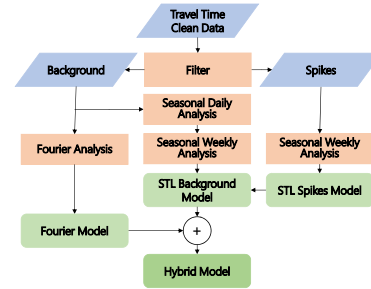 Travel Time
Clean Data
Background
Filter
Spikes
Seasonal Daily
Analysis
Fourier Analysis
Seasonal Weekly
Analysis
Seasonal Weekly
Analysis
STL Background
Model
STL Spikes Model
Fourier Model
+
Hybrid Model